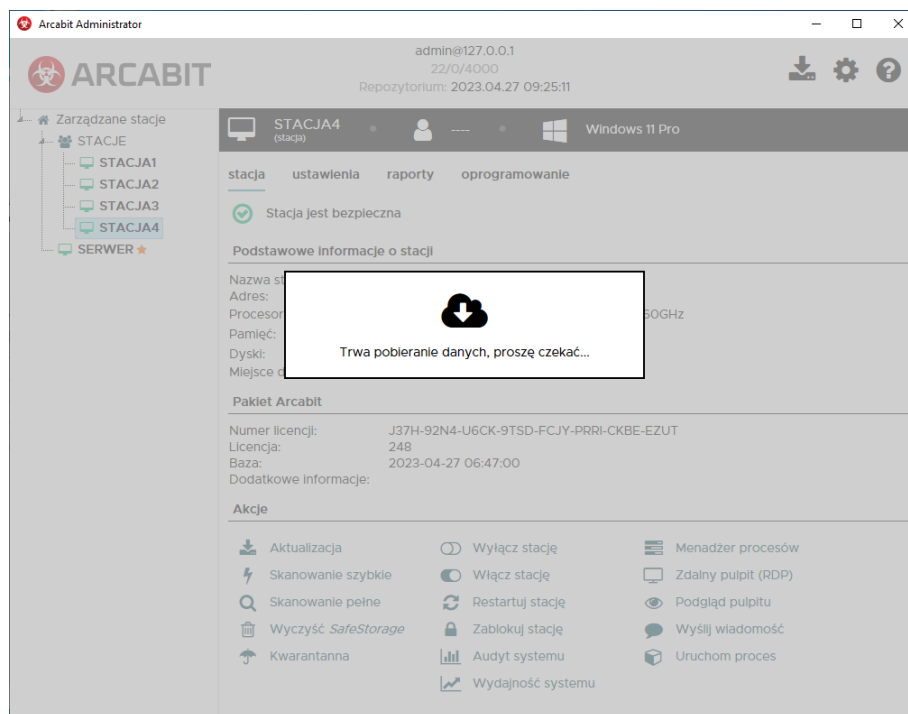 Arcabit Administrator
ARCABIT
admin@127.0.0.1
22/0/4000
Repozytorium: 2023.04.27 09:25:11
Zarządzane stacje
STACJE
STACJA1
STACJA2
STACJA3
STACJA4
SERWER
STACJA4
(stacja)
----
Windows 11 Pro
stacja ustawienia raporty oprogramowanie
Stacja jest bezpieczna
Podstawowe informacje o stacji
Nazwa st
Adres:
Procesor 50GHz
Pamięć:
Dyski:
Miejsce d
Trwa pobieranie danych, proszę czekać...
Pakiet Arcabit
Numer licencji: J37H-92N4-U6CK-9TSD-FCJY-PRRI-CKBE-EZUT
Licencja: 248
Baza: 2023-04-27 06:47:00
Dodatkowe informacje:
Akcje
Aktualizacja Wyłącz stację Menadżer procesów
Skanowanie szybkie Włącz stację Zdalny pulpit (RDP)
Skanowanie pełne Restartuj stację Podgląd pulpitu
Wyczyść SafeStorage Zablokuj stację Wyślij wiadomość
Kwarantanna Audyt systemu Uruchom proces
Wydajność systemu